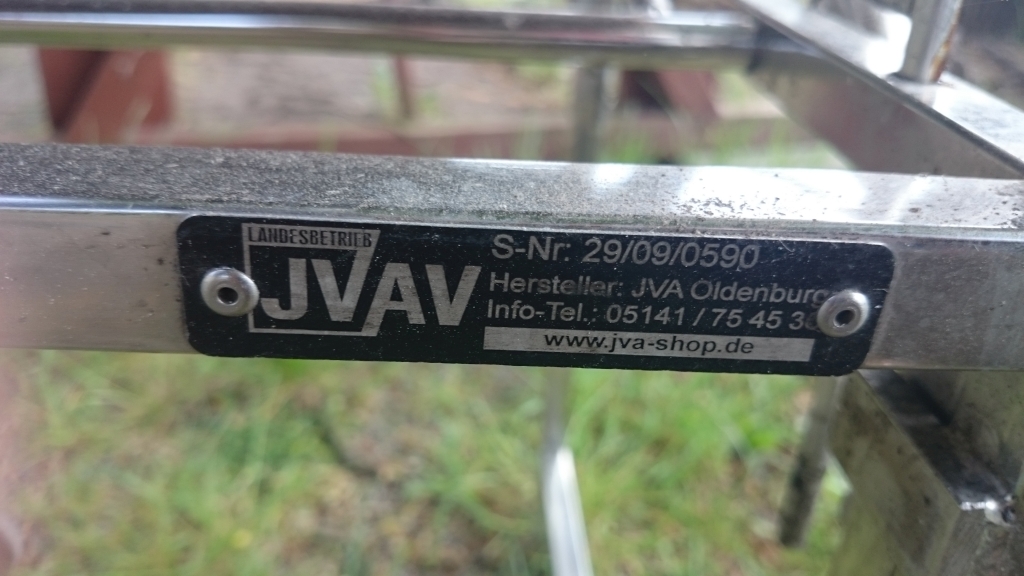 LANDESBETRIEB
JVAV
S-Nr: 29/09/0590
Hersteller: JVA Oldenburg
Info-Tel.: 05141 / 75 45
www.jva-shop.de